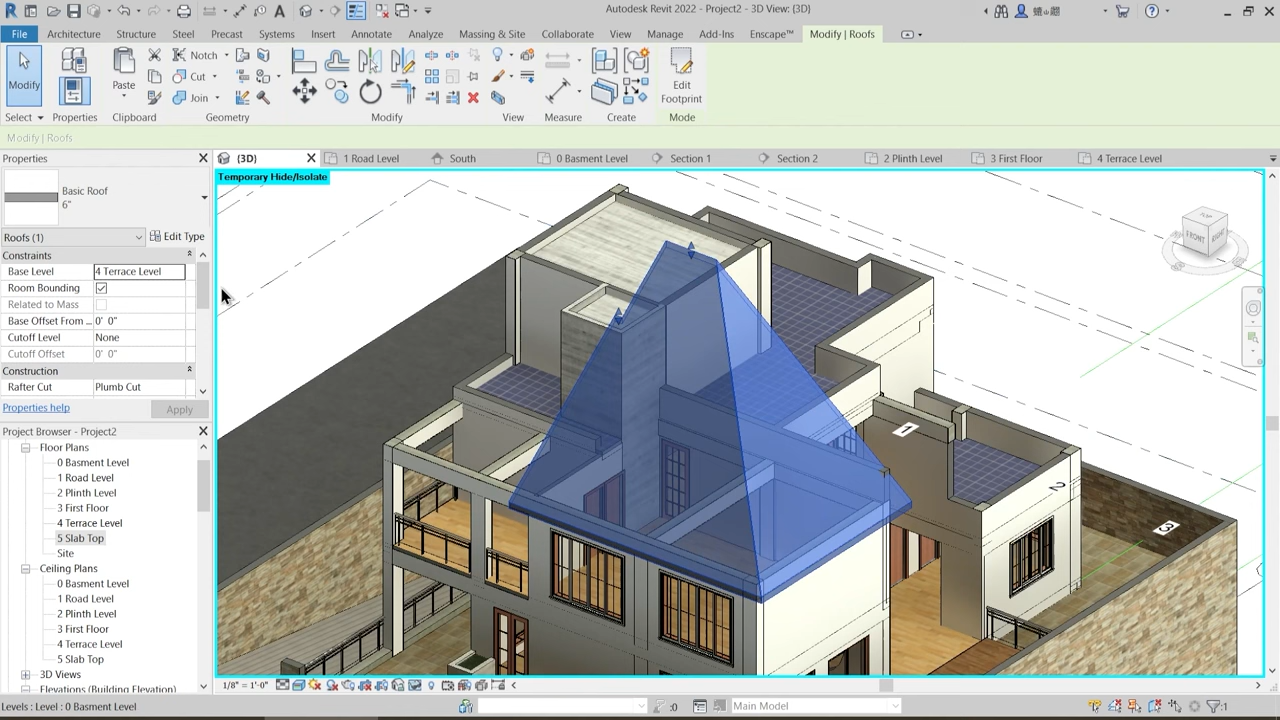 Autodesk Revit 2022 - Project2 - 3D View: {3D}
File Architecture Structure Steel Precast Systems Insert Annotate Analyze Massing & Site Collaborate View Manage Add-Ins Enscape™ Modify | Roofs
Modify Paste Notch Cut Join Edit Footprint
Select Properties Clipboard Geometry Modify View Measure Create Mode
Modify | Roofs
Properties
{3D} 1 Road Level South 0 Basment Level Section 1 Section 2 2 Plinth Level 3 First Floor 4 Terrace Level
Temporary Hide/Isolate
Basic Roof
6"
Roofs (1) Edit Type
Constraints
Base Level 4 Terrace Level
Room Bounding
Related to Mass
Base Offset From ... 0' 0"
Cutoff Level None
Cutoff Offset 0' 0"
Construction
Rafter Cut Plumb Cut
Properties help Apply
Project Browser - Project2
Floor Plans
0 Basment Level
1 Road Level
2 Plinth Level
3 First Floor
4 Terrace Level
5 Slab Top
Site
Ceiling Plans
0 Basment Level
1 Road Level
2 Plinth Level
3 First Floor
4 Terrace Level
5 Slab Top
3D Views
Elevations (Building Elevation)
TOP
FRONT
RIGHT
1
2
3
1/8" = 1'-0"
Levels : Level : 0 Basment Level :0 Main Model :1